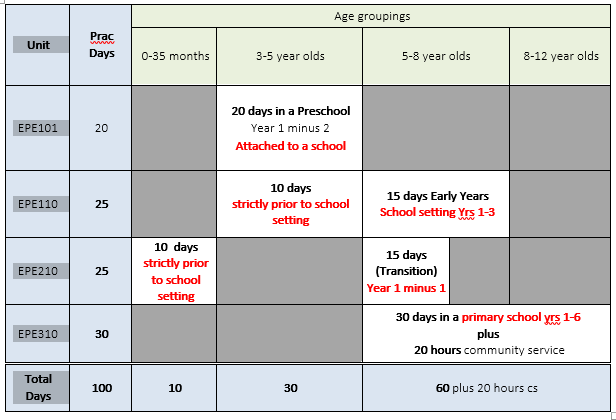 Unit
Prac
Days
Age groupings
0-35 months
3-5 year olds
5-8 year olds
8-12 year olds
EPE101
20
20 days in a Preschool
Year 1 minus 2
Attached to a school
EPE110
25
10 days
strictly prior to school
setting
15 days Early Years
School setting Yrs 1-3
EPE210
25
10 days
strictly prior
to school
setting
15 days
(Transition)
Year 1 minus 1
EPE310
30
30 days in a primary school yrs 1-6
plus
20 hours community service
Total
Days
100
10
30
60 plus 20 hours cs